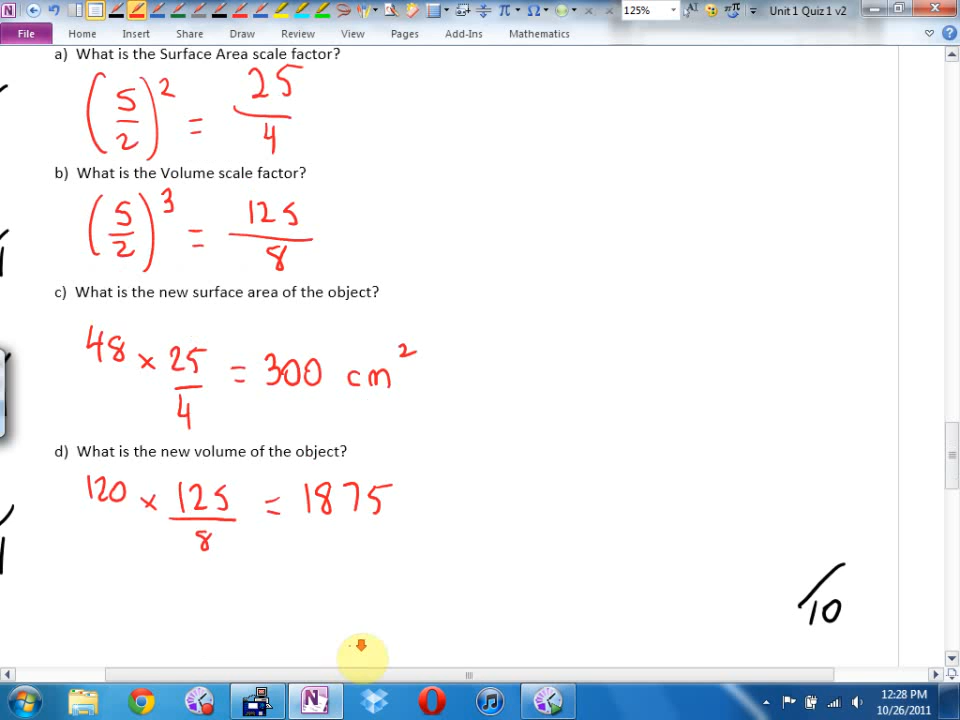 125%
Unit 1 Quiz 1 v2
File Home Insert Share Draw Review View Pages Add-Ins Mathematics
a) What is the Surface Area scale factor?
(5/2)^2 = 25/4
b) What is the Volume scale factor?
(5/2)^3 = 125/8
c) What is the new surface area of the object?
48 × 25/4 = 300 cm^2
d) What is the new volume of the object?
120 × 125/8 = 1875
/10
12:28 PM
10/26/2011